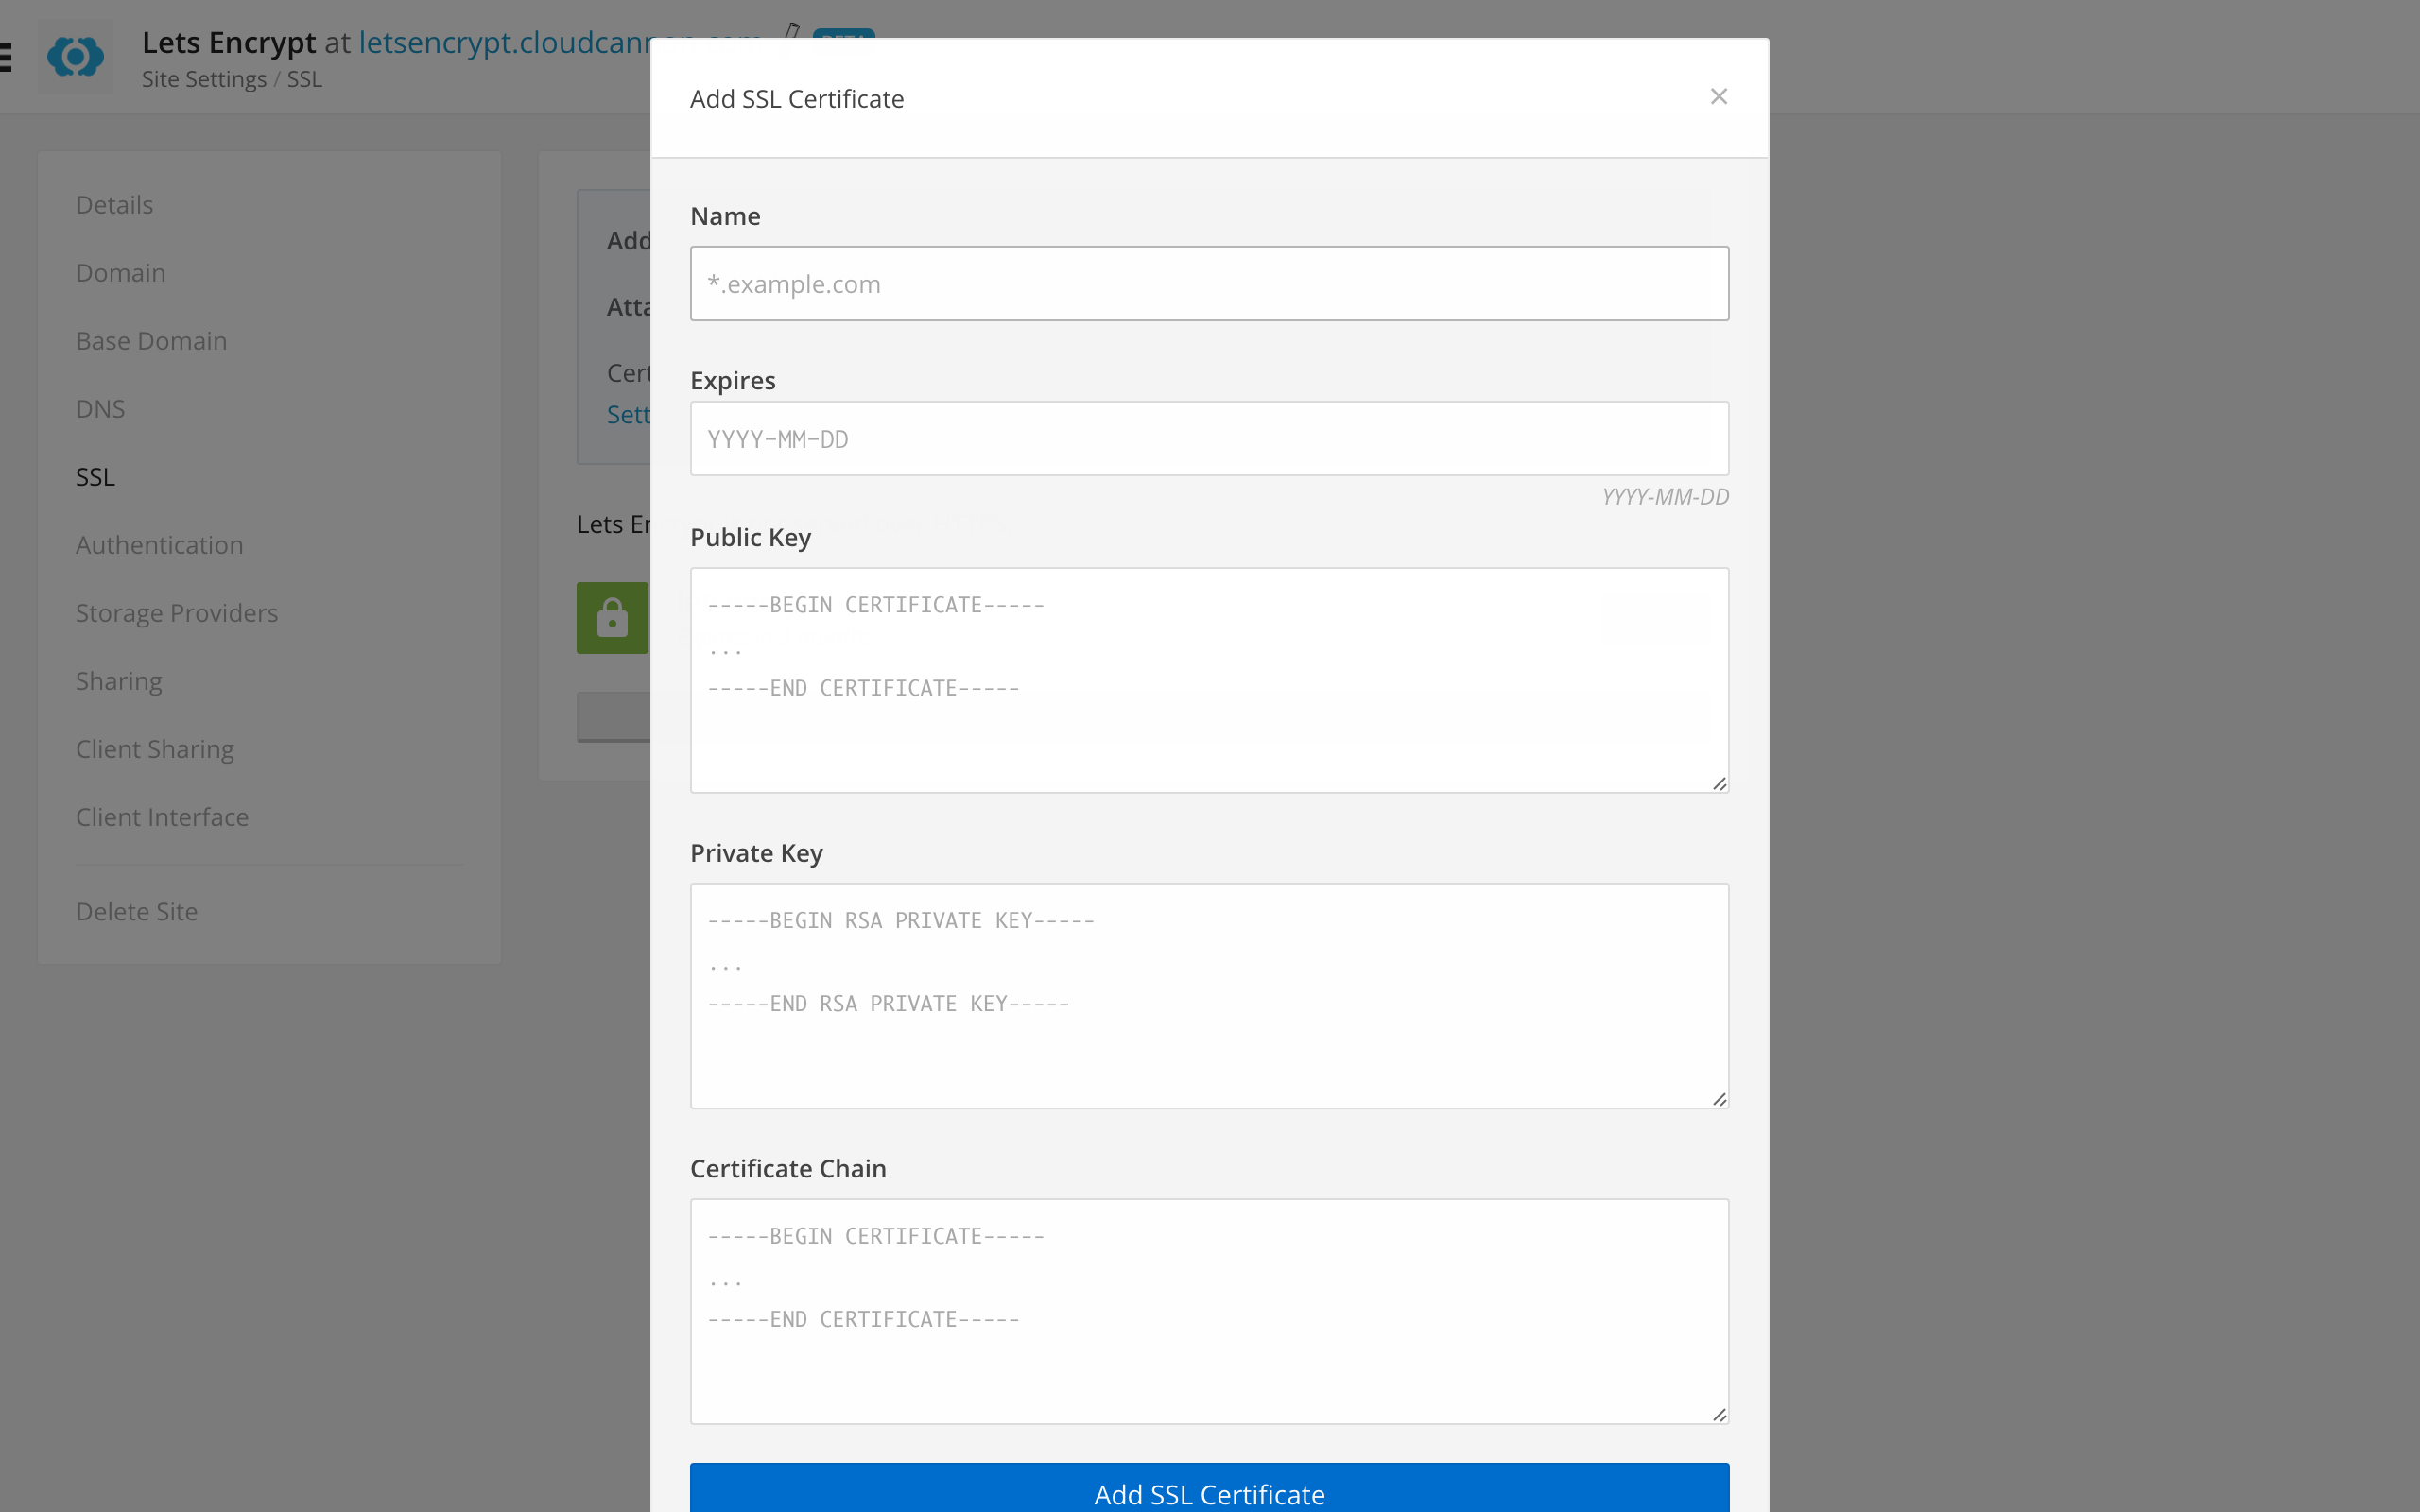 Lets Encrypt at letsencrypt.cloudcannon.com BETA
Site Settings / SSL
Details
Domain
Base Domain
DNS
SSL
Authentication
Storage Providers
Sharing
Client Sharing
Client Interface
Delete Site
Add
Atta
Cert
Sett
Lets En
Add SSL Certificate
Name
*.example.com
Expires
YYYY-MM-DD
YYYY-MM-DD
Public Key
-----BEGIN CERTIFICATE-----
...
-----END CERTIFICATE-----
Private Key
-----BEGIN RSA PRIVATE KEY-----
...
-----END RSA PRIVATE KEY-----
Certificate Chain
-----BEGIN CERTIFICATE-----
...
-----END CERTIFICATE-----
Add SSL Certificate